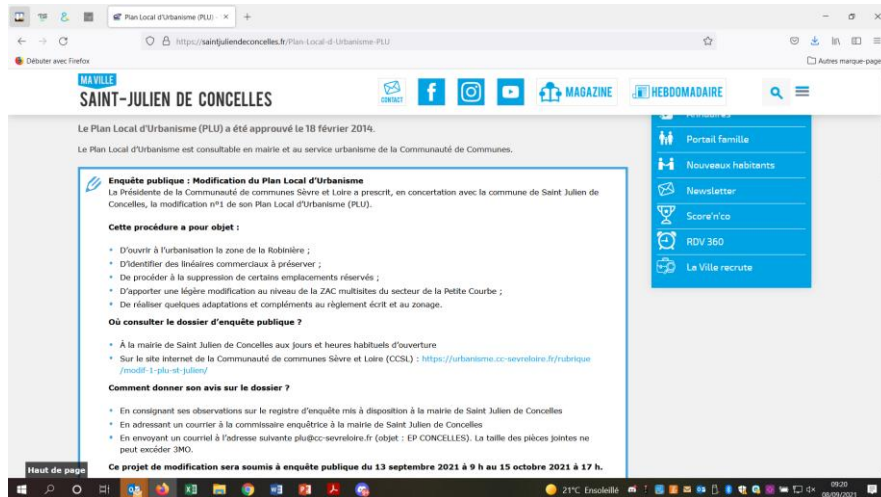 Plan Local d'Urbanisme (PLU) -
https://saintjuliendeconcelles.fr/Plan-Local-d-Urbanisme-PLU
Débuter avec Firefox
Autres marque-page
MA VILLE
SAINT-JULIEN DE CONCELLES
CONTACT
MAGAZINE
HEBDOMADAIRE
Le Plan Local d'Urbanisme (PLU) a été approuvé le 18 février 2014.
Le Plan Local d'Urbanisme est consultable en mairie et au service urbanisme de la Communauté de Communes.
Enquête publique : Modification du Plan Local d'Urbanisme
La Présidente de la Communauté de communes Sèvre et Loire a prescrit, en concertation avec la commune de Saint Julien de
Concelles, la modification n°1 de son Plan Local d'Urbanisme (PLU).
Cette procédure a pour objet :
• D'ouvrir à l'urbanisation la zone de la Robinière ;
• D'identifier des linéaires commerciaux à préserver ;
• De procéder à la suppression de certains emplacements réservés ;
• D'apporter une légère modification au niveau de la ZAC multisites du secteur de la Petite Courbe ;
• De réaliser quelques adaptations et compléments au règlement écrit et au zonage.
Où consulter le dossier d'enquête publique ?
• À la mairie de Saint Julien de Concelles aux jours et heures habituels d'ouverture
• Sur le site internet de la Communauté de communes Sèvre et Loire (CCSL) : https://urbanisme.cc-sevreloire.fr/rubrique
/modif-1-plu-st-julien/
Comment donner son avis sur le dossier ?
• En consignant ses observations sur le registre d'enquête mis à disposition à la mairie de Saint Julien de Concelles
• En adressant un courrier à la commissaire enquêtrice à la mairie de Saint Julien de Concelles
• En envoyant un courriel à l'adresse suivante plu@cc-sevreloire.fr (objet : EP CONCELLES). La taille des pièces jointes ne
peut excéder 3MO.
Ce projet de modification sera soumis à enquête publique du 13 septembre 2021 à 9 h au 15 octobre 2021 à 17 h.
Annuaires
Portail famille
Nouveaux habitants
Newsletter
Score'n'co
RDV 360
La Ville recrute
Haut de page
21°C Ensoleillé
09:20
08/09/2021